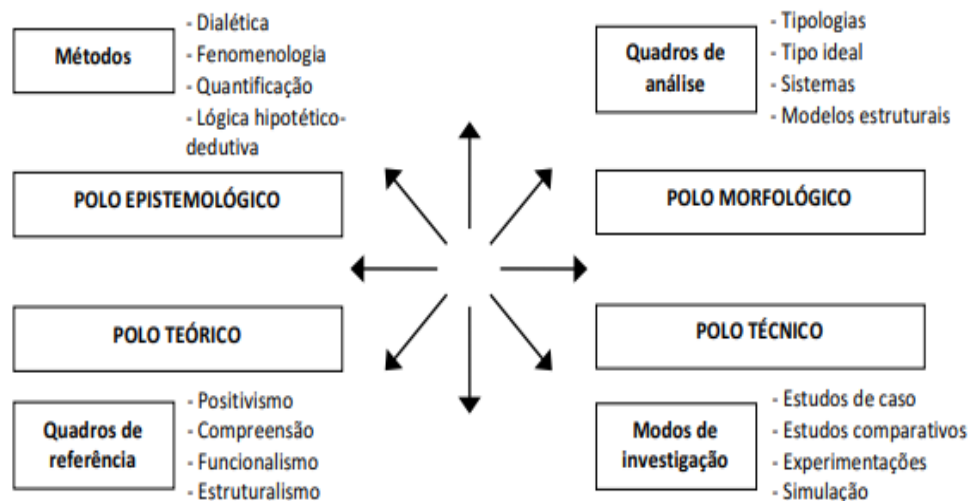 Métodos
- Dialética
- Fenomenologia
- Quantificação
- Lógica hipotético-
dedutiva
Quadros de
análise
- Tipologias
- Tipo ideal
- Sistemas
- Modelos estruturais
POLO EPISTEMOLÓGICO
POLO MORFOLÓGICO
POLO TEÓRICO
POLO TÉCNICO
Quadros de
referência
- Positivismo
- Compreensão
- Funcionalismo
- Estruturalismo
Modos de
investigação
- Estudos de caso
- Estudos comparativos
- Experimentações
- Simulação